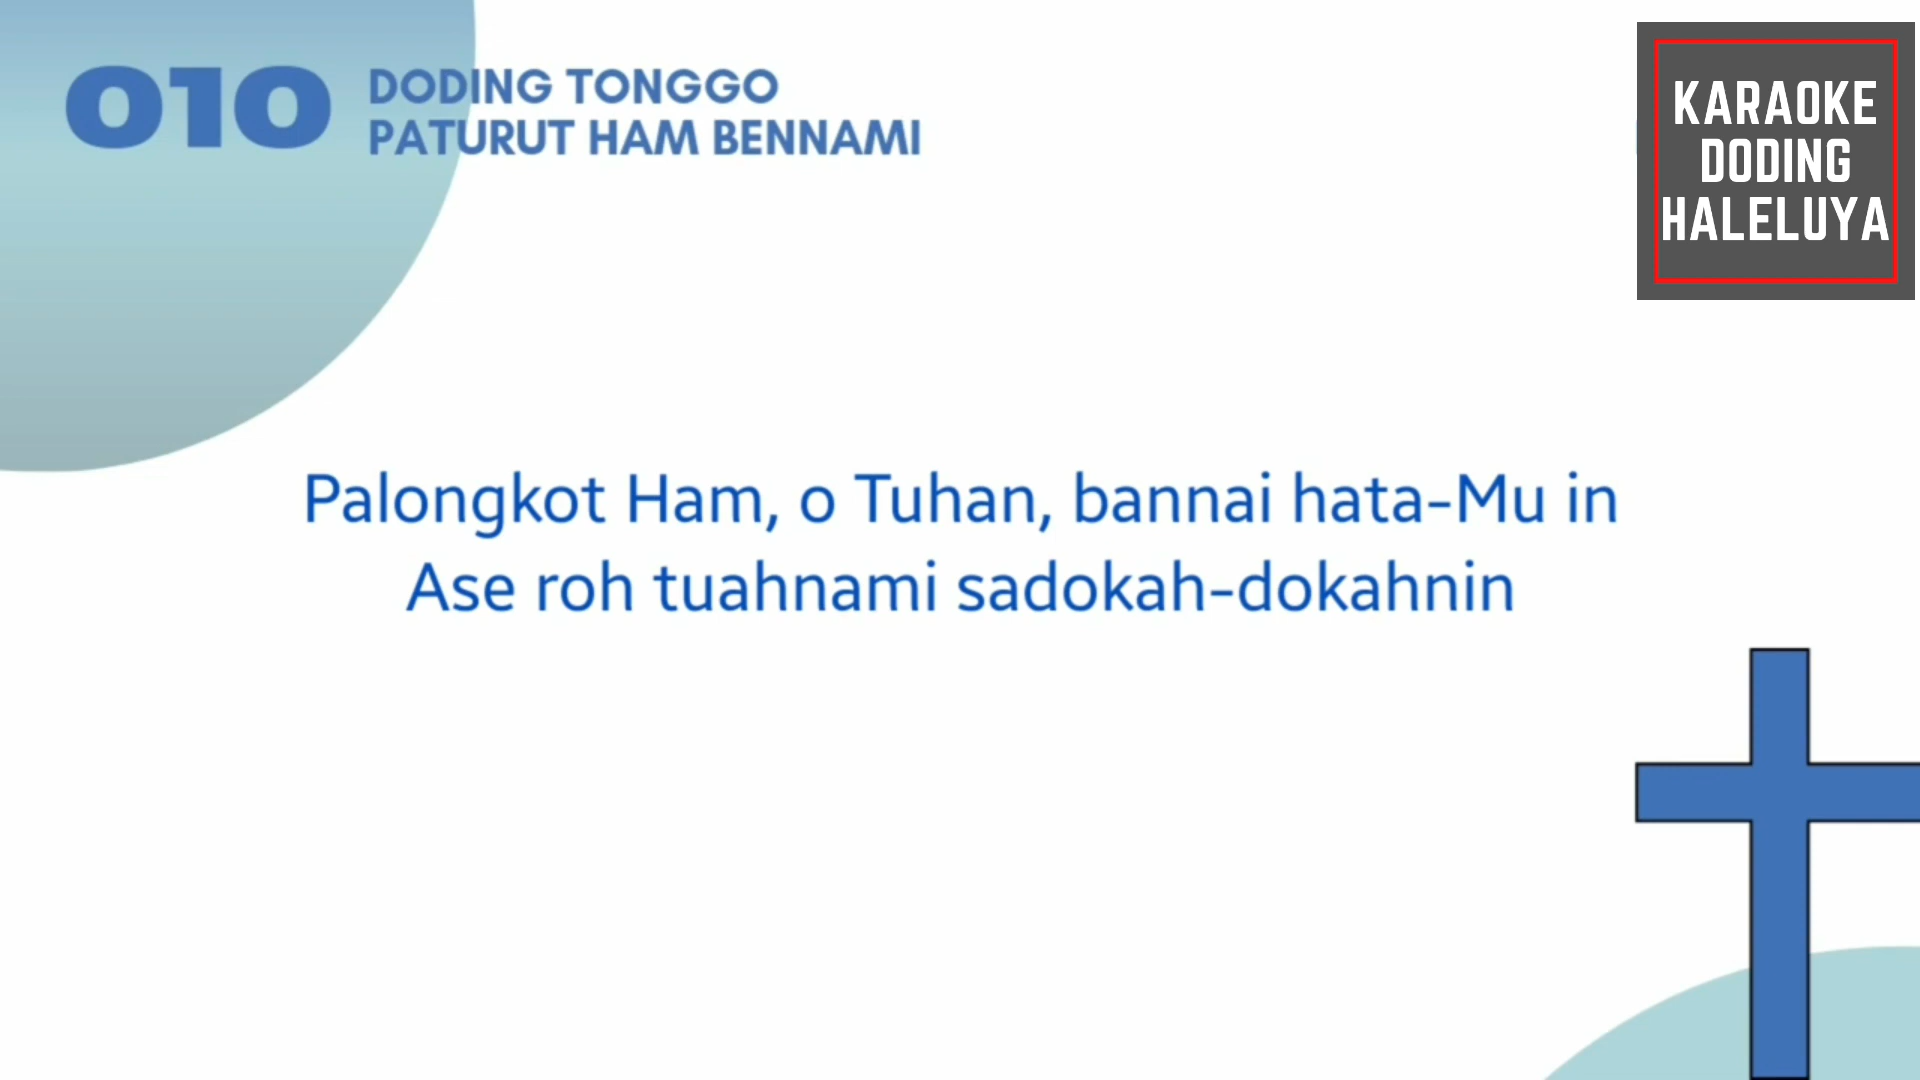 010
DODING TONGGO
PATURUT HAM BENNAMI
KARAOKE
DODING
HALELUYA
Palongkot Ham, o Tuhan, bannai hata-Mu in
Ase roh tuahnami sadokah-dokahnin